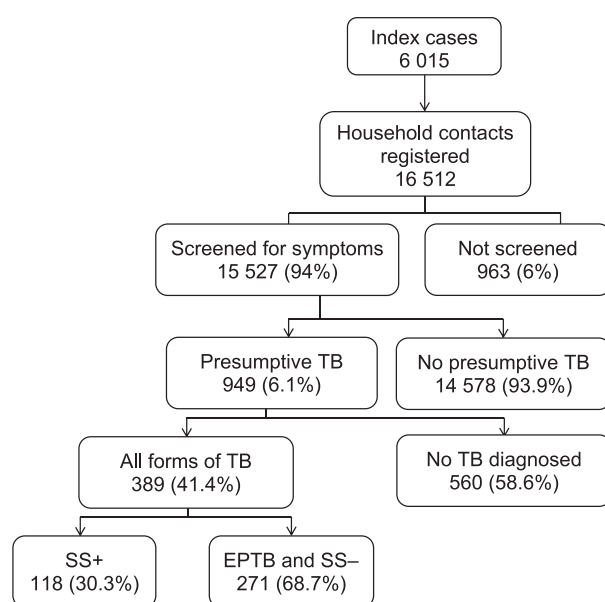 Index cases
6 015
Household contacts
registered
16 512
Screened for symptoms
15 527 (94%)
Not screened
963 (6%)
Presumptive TB
949 (6.1%)
No presumptive TB
14 578 (93.9%)
All forms of TB
389 (41.4%)
No TB diagnosed
560 (58.6%)
SS+
118 (30.3%)
EPTB and SS–
271 (68.7%)